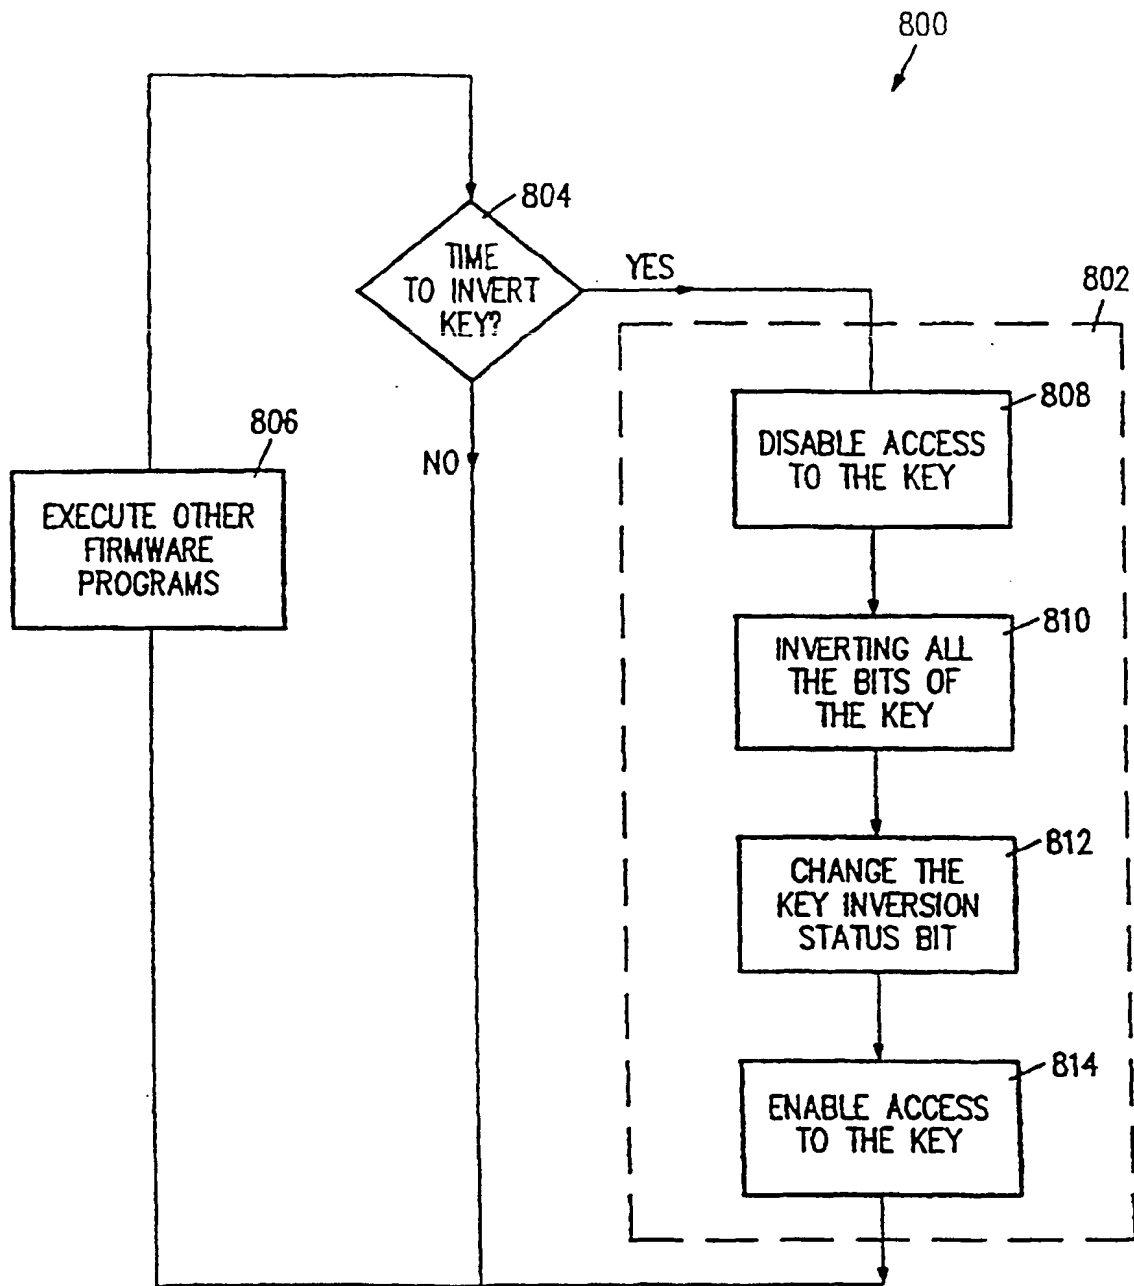 800
804
TIME
TO INVERT
KEY?
YES
802
808
DISABLE ACCESS
TO THE KEY
NO
806
EXECUTE OTHER
FIRMWARE
PROGRAMS
810
INVERTING ALL
THE BITS OF
THE KEY
812
CHANGE THE
KEY INVERSION
STATUS BIT
814
ENABLE ACCESS
TO THE KEY